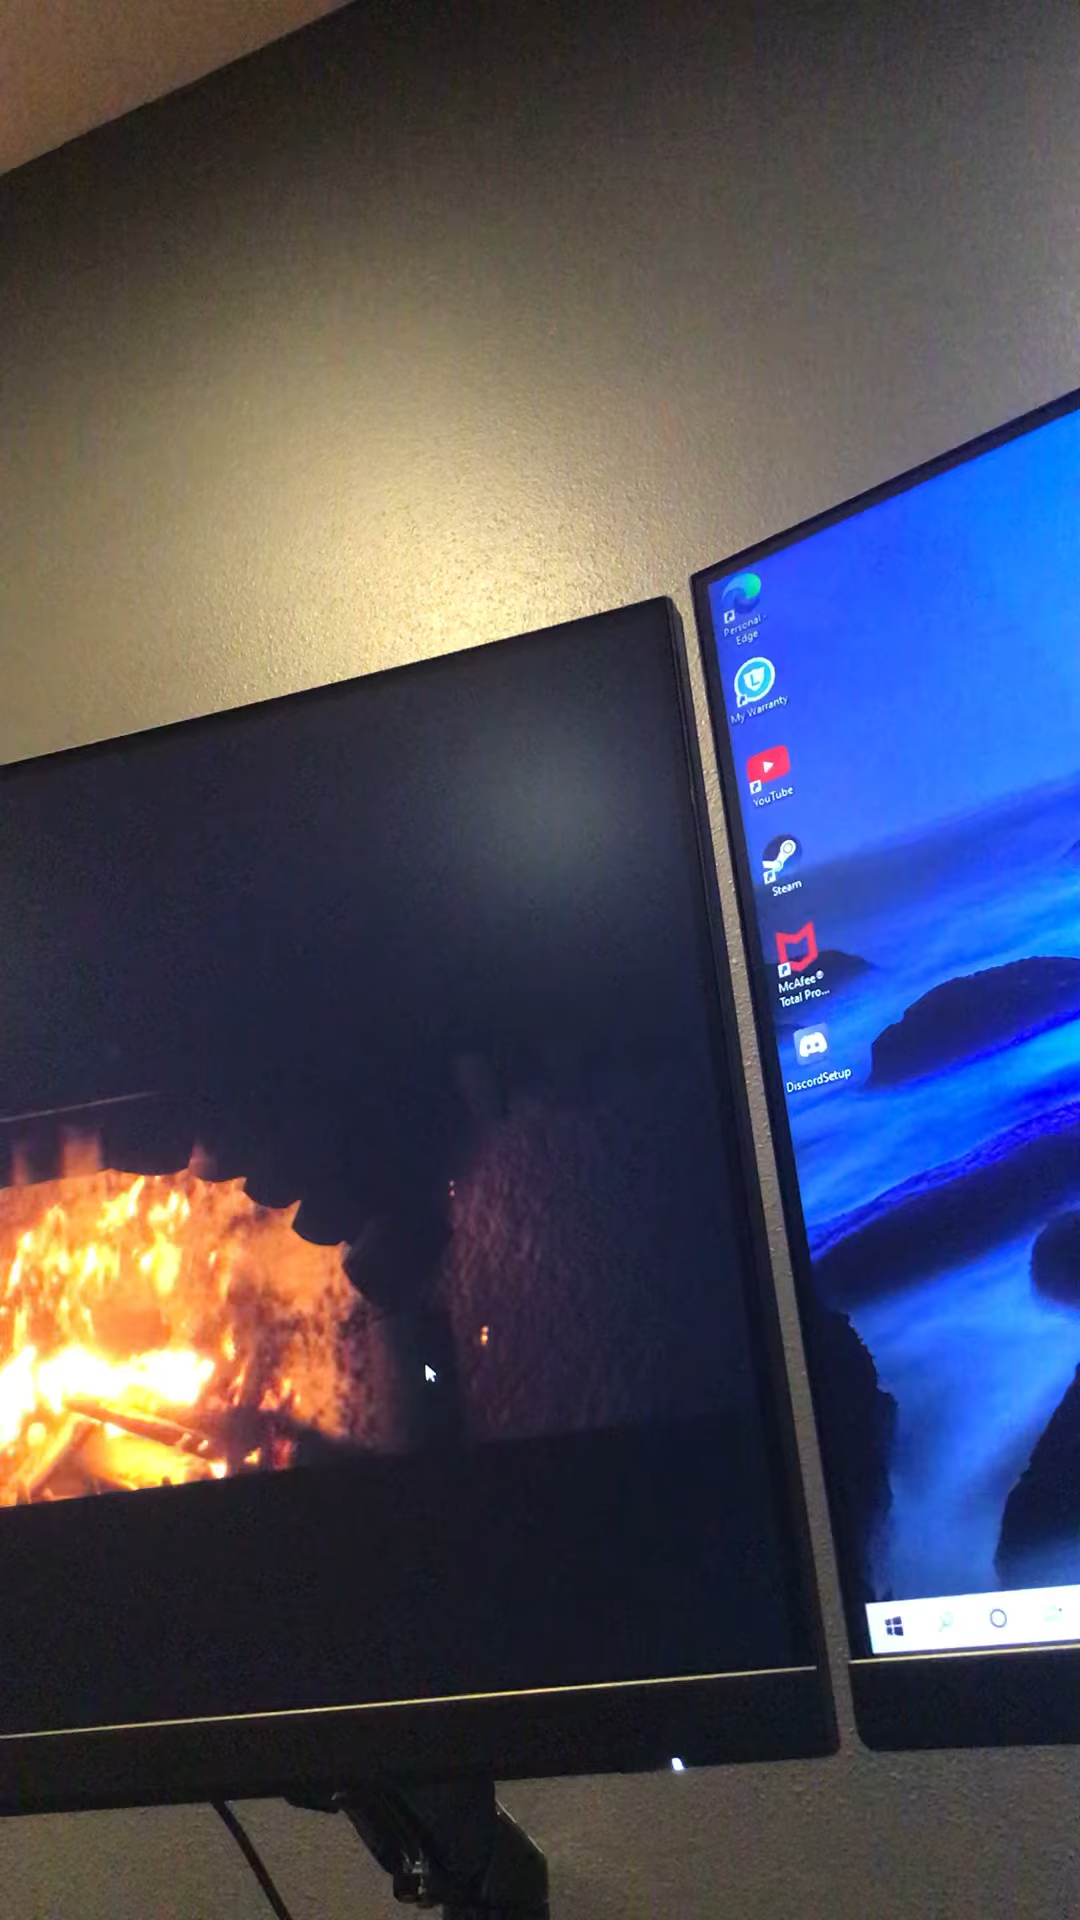 Personal -
Edge
My Warranty
YouTube
Steam
McAfee®
Total Pro...
DiscordSetup